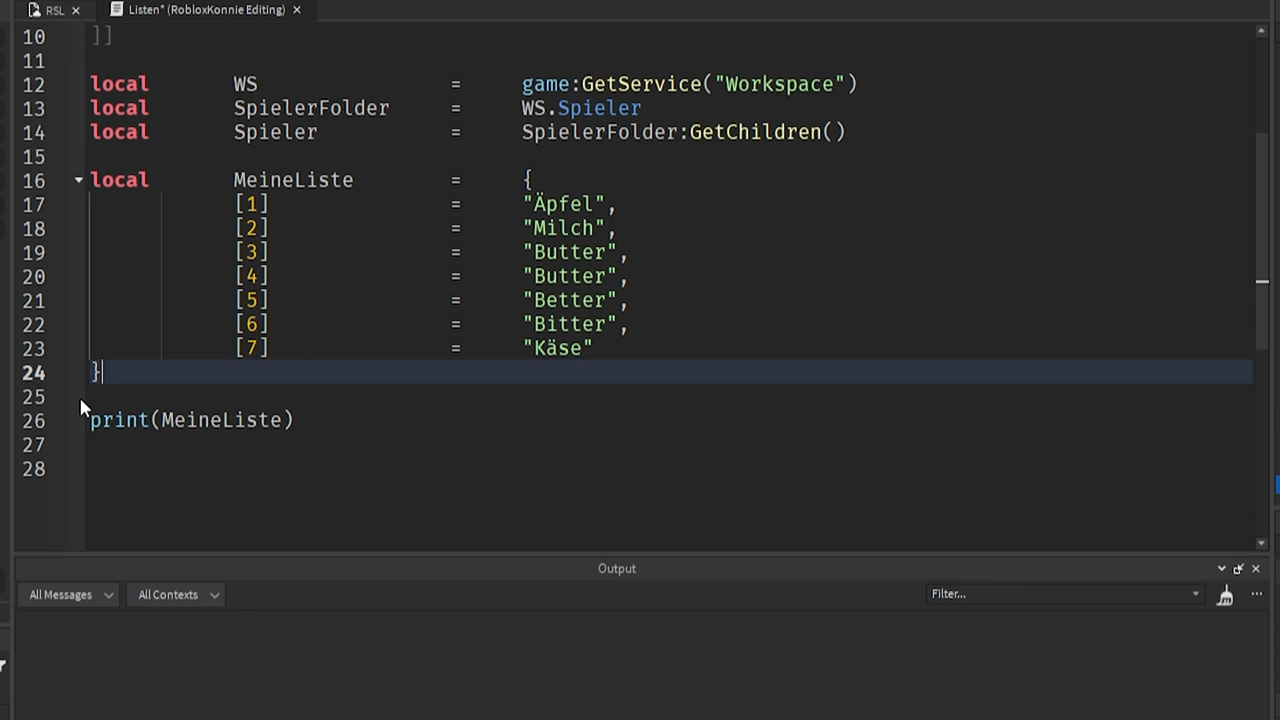 RSL × Listen* (RobloxKonnie Editing) ×
10 ]]
11
12 local WS = game:GetService("Workspace")
13 local SpielerFolder = WS.Spieler
14 local Spieler = SpielerFolder:GetChildren()
15
16 local MeineListe = {
17 [1] = "Äpfel",
18 [2] = "Milch",
19 [3] = "Butter",
20 [4] = "Butter",
21 [5] = "Better",
22 [6] = "Bitter",
23 [7] = "Käse"
24 }
25
26 print(MeineListe)
27
28
Output
All Messages All Contexts Filter...